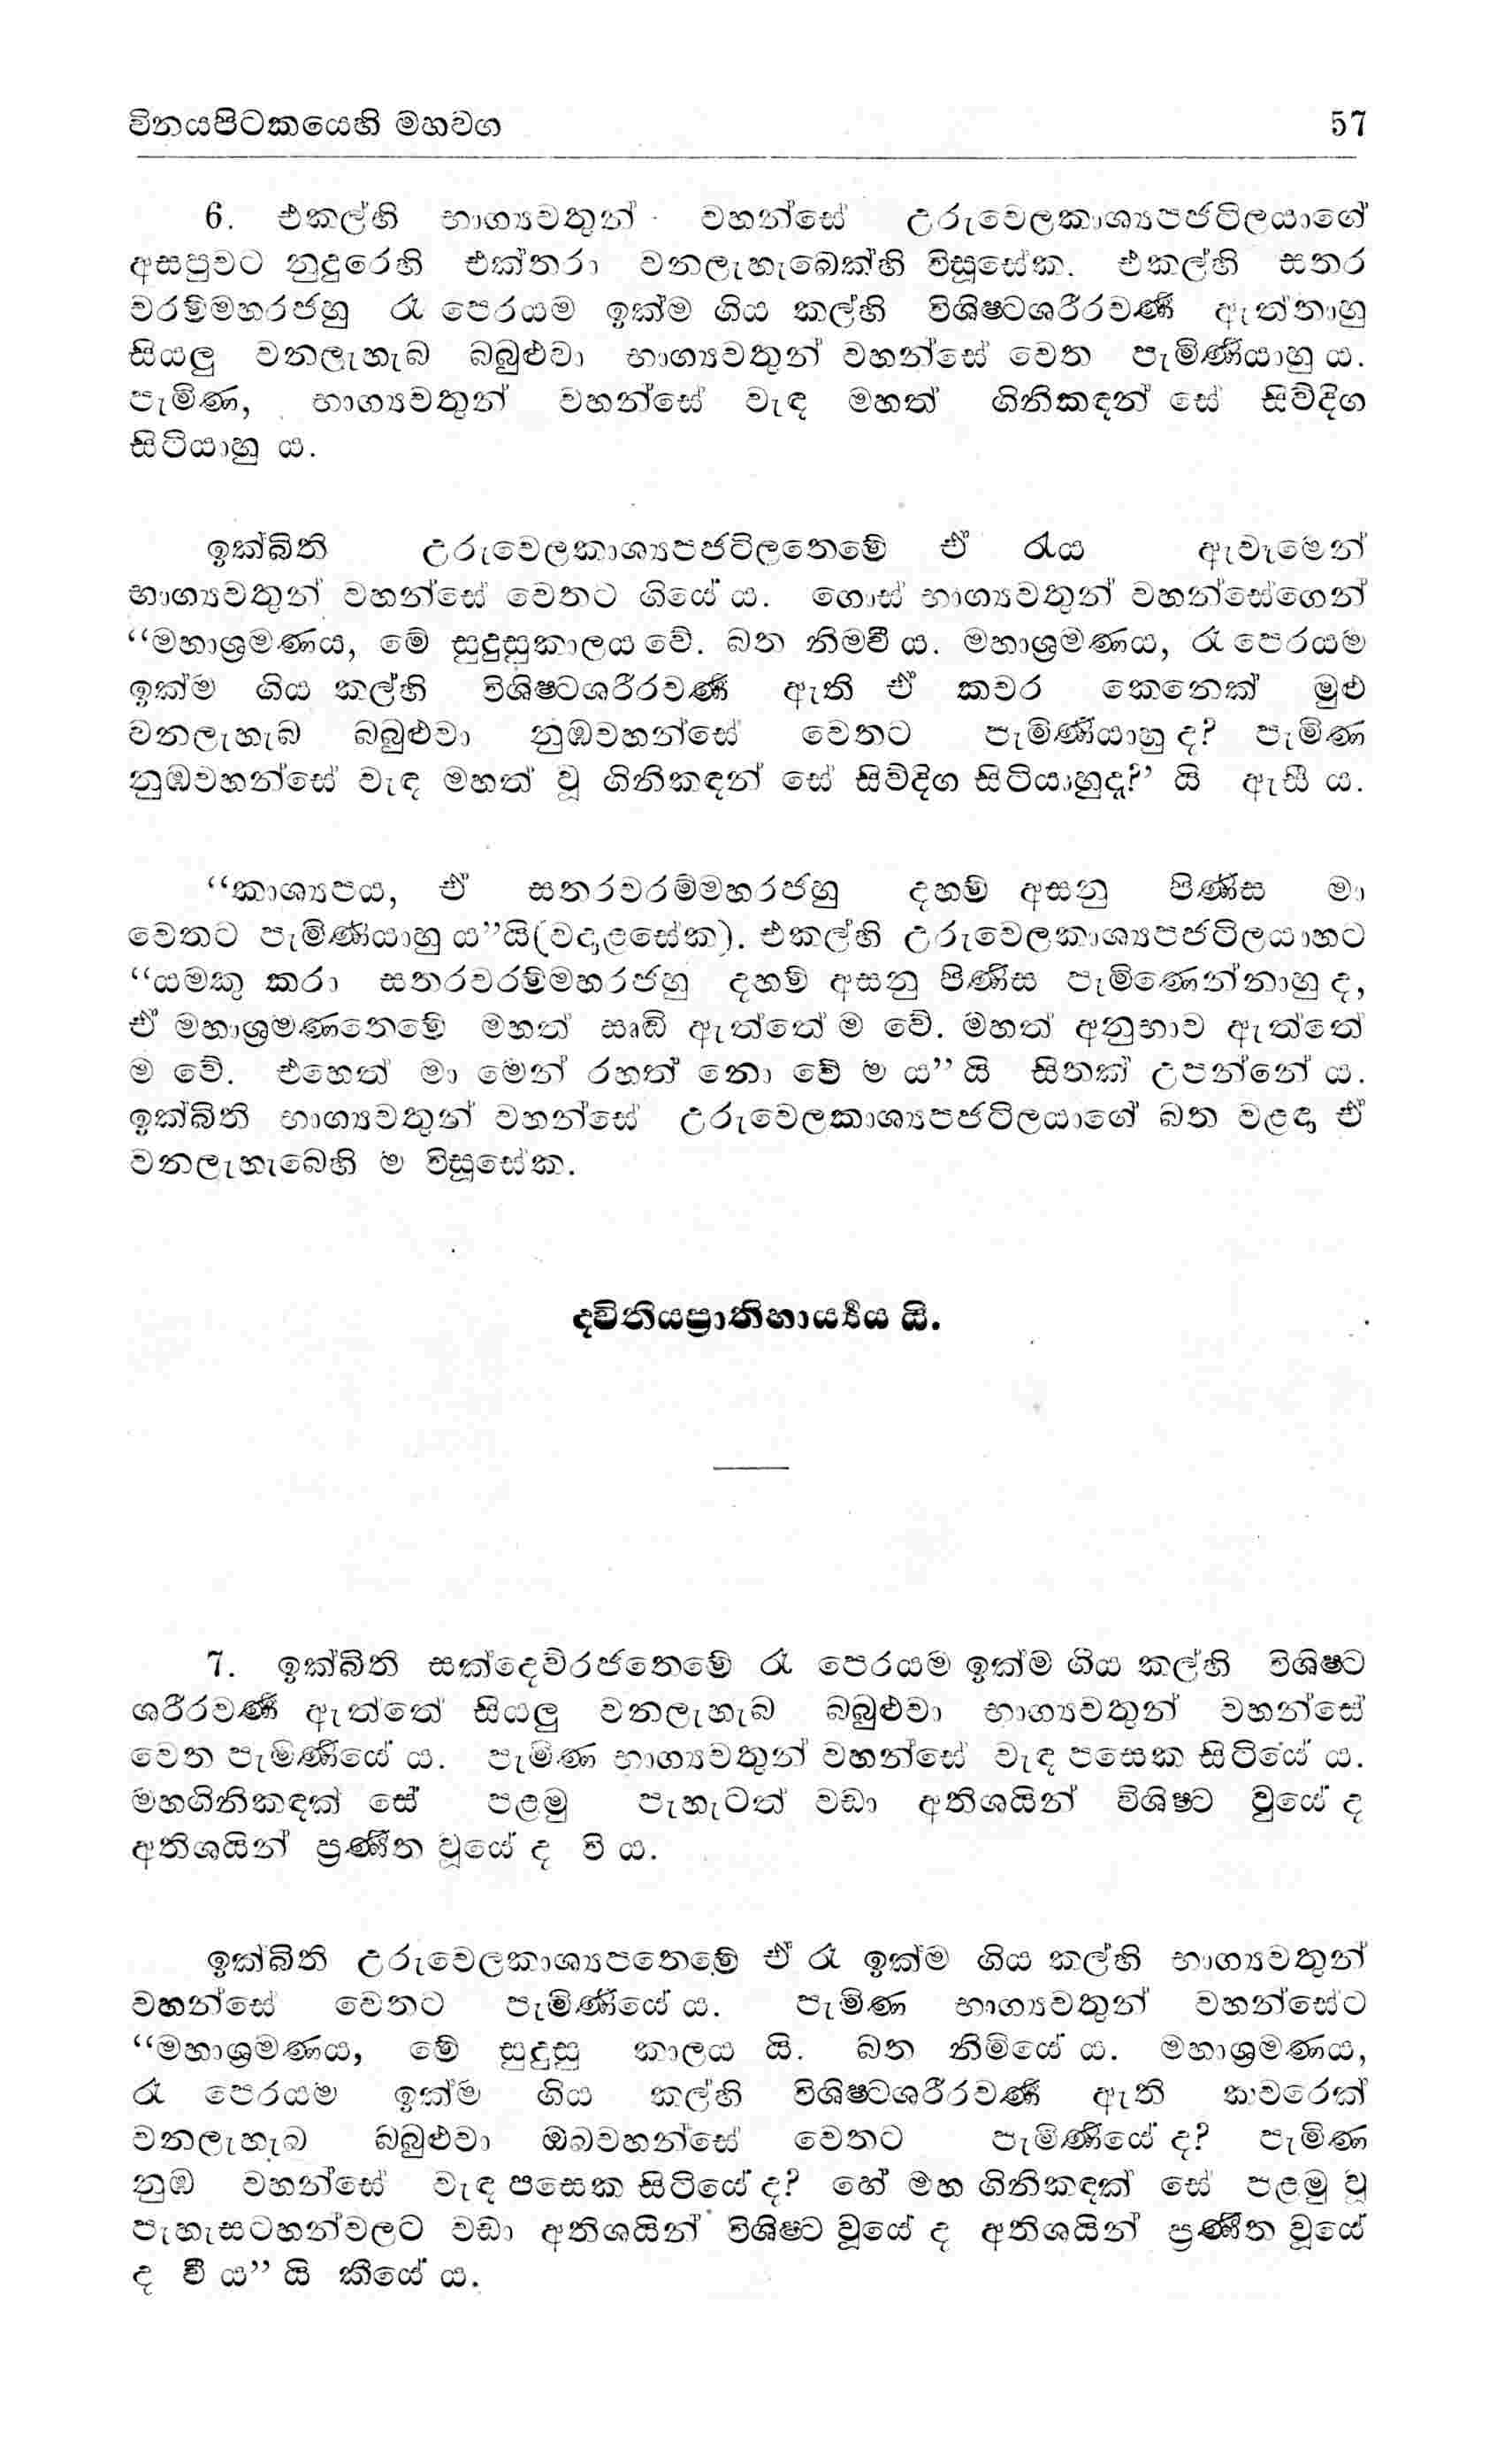 විනයපිටකයෙහි මහවග 57
6. එකල්හි භාග්‍යවතුන් වහන්සේ උරුවෙලකාශ්‍යපජටිලයාගේ
අසපුවට නුදුරෙහි එක්තරා වනලැහැබෙක්හි විසූසේක. එකල්හි සතර
වරම්මහරජහු රෑ පෙරයම ඉක්ම ගිය කල්හි විශිෂ්ටශරීරවර්‍ණ ඇත්තාහු
සියලු වනලැහැබ බබුළුවා භාග්‍යවතුන් වහන්සේ වෙත පැමිණියාහු ය.
පැමිණ, භාග්‍යවතුන් වහන්සේ වැඳ මහත් ගිනිකඳන් සේ සිව්දිග
සිටියාහු ය.
ඉක්බිති උරුවෙලකාශ්‍යපජටිලතෙමේ ඒ රැය ඇවෑමෙන්
භාග්‍යවතුන් වහන්සේ වෙතට ගියේ ය. ගොස් භාග්‍යවතුන් වහන්සේගෙන්
“මහාශ්‍රමණය, මේ සුදුසුකාලය වේ. බත නිමවී ය. මහාශ්‍රමණය, රෑ පෙරයම
ඉක්ම ගිය කල්හි විශිෂ්ටශරීරවර්‍ණ ඇති ඒ කවර කෙනෙක් මුළු
වනලැහැබ බබුළුවා නුඹවහන්සේ වෙතට පැමිණියාහු ද? පැමිණ
නුඹවහන්සේ වැඳ මහත් වූ ගිනිකඳන් සේ සිව්දිග සිටියාහුද?’ යි ඇසී ය.
“කාශ්‍යපය, ඒ සතරවරම්මහරජහු දහම් අසනු පිණිස මා
වෙතට පැමිණියාහු ය”යි(වදාළසේක). එකල්හි උරුවෙලකාශ්‍යපජටිලයාහට
“යමකු කරා සතරවරම්මහරජහු දහම් අසනු පිණිස පැමිණෙන්නාහු ද,
ඒ මහාශ්‍රමණතෙමේ මහත් සෘද්ධි ඇත්තේ ම වේ. මහත් අනුභාව ඇත්තේ
ම වේ. එහෙත් මා මෙන් රහත් නො වේ ම ය” යි සිතක් උපන්නේ ය.
ඉක්බිති භාග්‍යවතුන් වහන්සේ උරුවෙලකාශ්‍යපජටිලයාගේ බත වළඳා ඒ
වනලැහැබෙහි ම විසූසේක.
ද්විතියප්‍රාතිහාර්‍ය්‍යය යි.
7. ඉක්බිති සක්දෙව්රජතෙමේ රෑ පෙරයම ඉක්ම ගිය කල්හි විශිෂ්ට
ශරීරවර්‍ණ ඇත්තේ සියලු වනලැහැබ බබුළුවා භාග්‍යවතුන් වහන්සේ
වෙත පැමිණියේ ය. පැමිණ භාග්‍යවතුන් වහන්සේ වැඳ පසෙක සිටියේ ය.
මහගිනිකඳක් සේ පළමු පැහැටත් වඩා අතිශයින් විශිෂ්ට වූයේ ද
අතිශයින් ප්‍රණීත වූයේ ද වි ය.
ඉක්බිති උරුවෙලකාශ්‍යපතෙමේ ඒ රෑ ඉක්ම ගිය කල්හි භාග්‍යවතුන්
වහන්සේ වෙතට පැමිණියේ ය. පැමිණ භාග්‍යවතුන් වහන්සේට
“මහාශ්‍රමණය, මේ සුදුසු කාලය යි. බත නිමියේ ය. මහාශ්‍රමණය,
රෑ පෙරයම ඉක්ම ගිය කල්හි විශිෂ්ටශරීරවර්‍ණ ඇති කවරෙක්
වනලැහැබ බබුළුවා ඔබවහන්සේ වෙතට පැමිණියේ ද? පැමිණ
නුඹ වහන්සේ වැඳ පසෙක සිටියේ ද? හේ මහ ගිනිකඳක් සේ පළමු වූ
පැහැසටහන්වලට වඩා අතිශයින් විශිෂ්ට වූයේ ද අතිශයින් ප්‍රණීත වූයේ
ද වී ය” යි කීයේ ය.